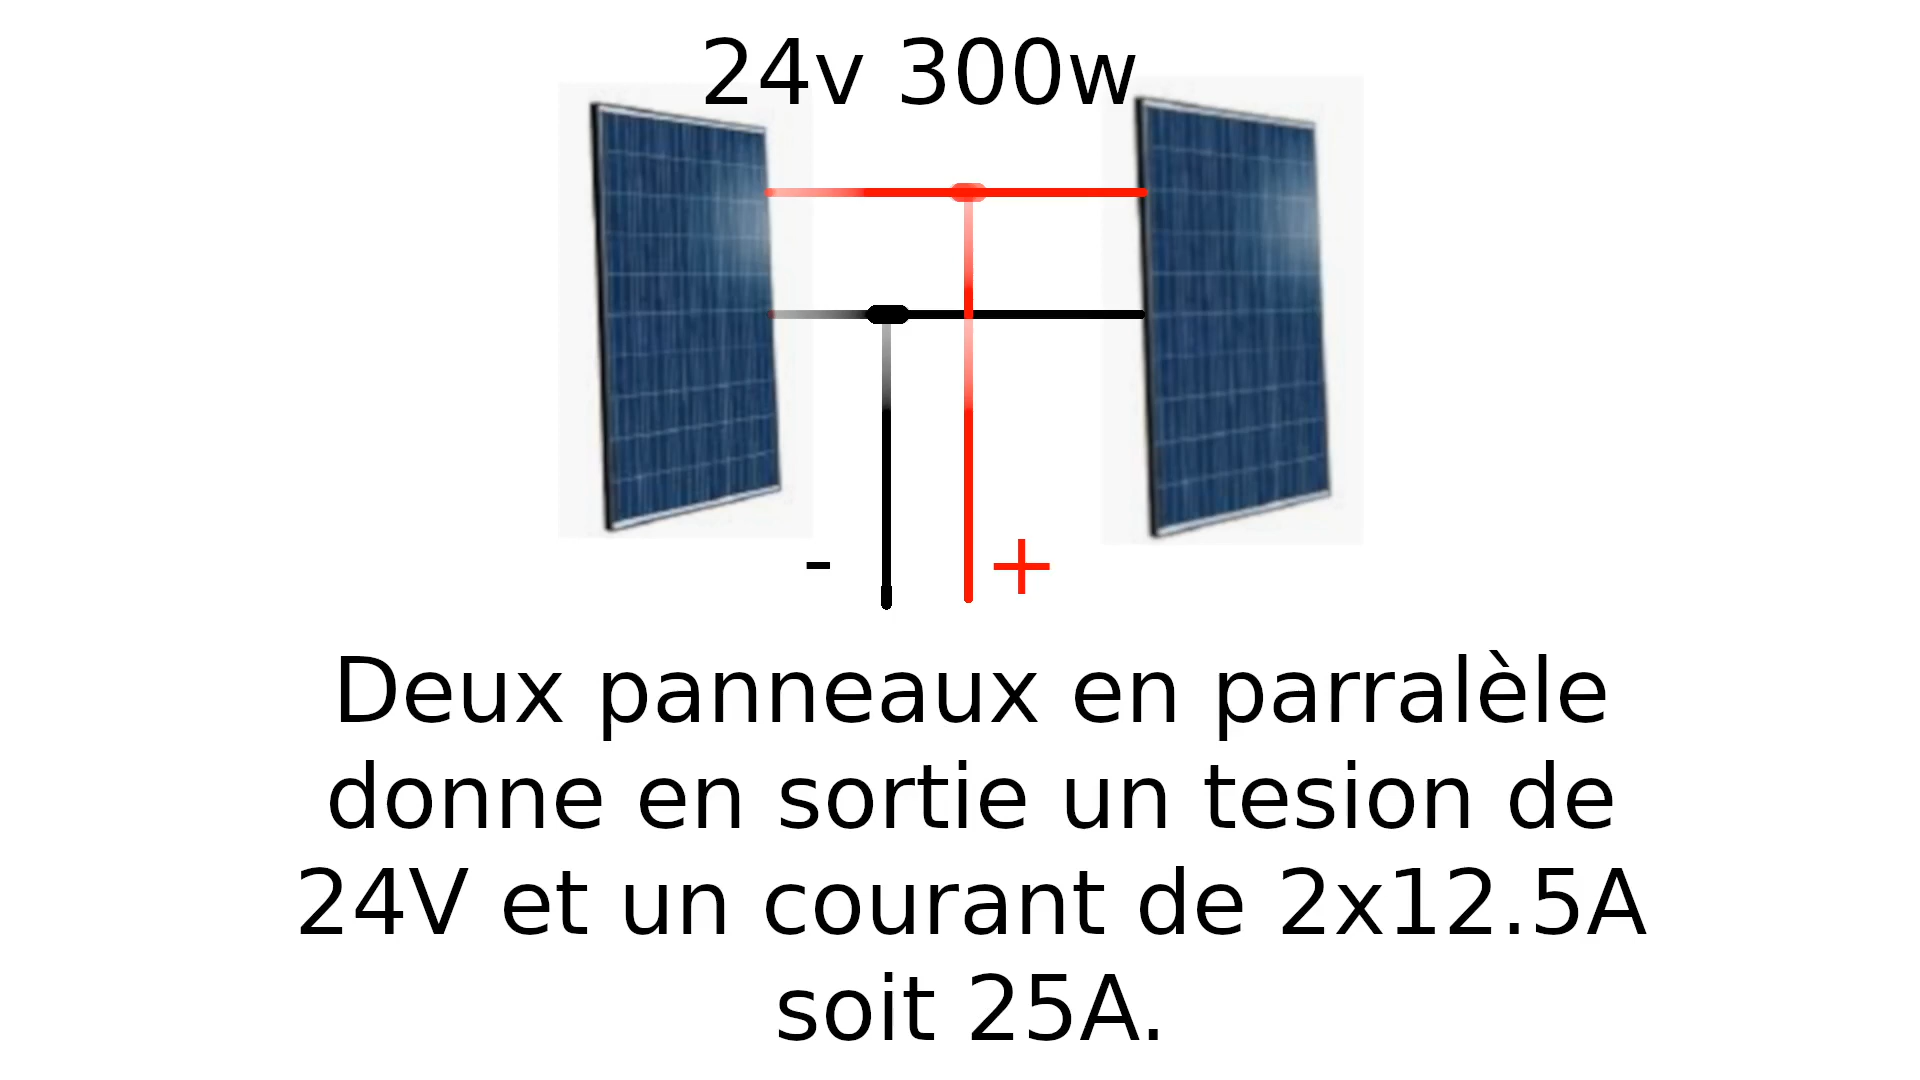 24v 300w
- +
Deux panneaux en parralèle
donne en sortie un tesion de
24V et un courant de 2x12.5A
soit 25A.